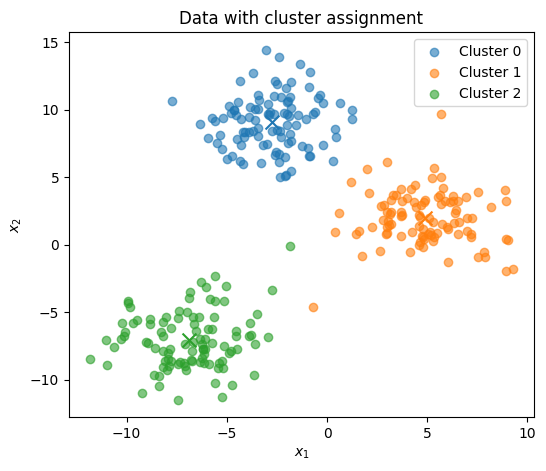 Data with cluster assignment
15
10
5
0
−5
−10
x₂
Cluster 0
Cluster 1
Cluster 2
−10
−5
0
5
10
x₁